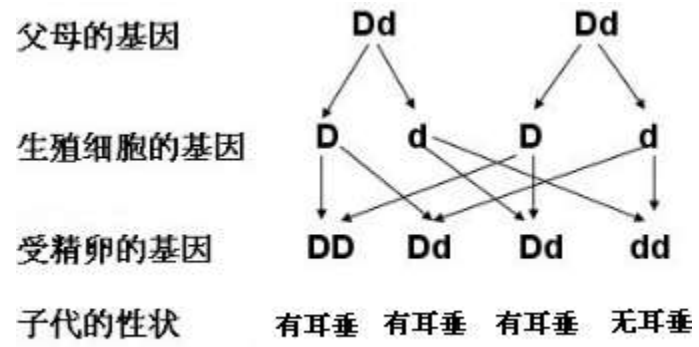 父母的基因 Dd Dd
生殖细胞的基因 D d D d
受精卵的基因 DD Dd Dd dd
子代的性状 有耳垂 有耳垂 有耳垂 无耳垂